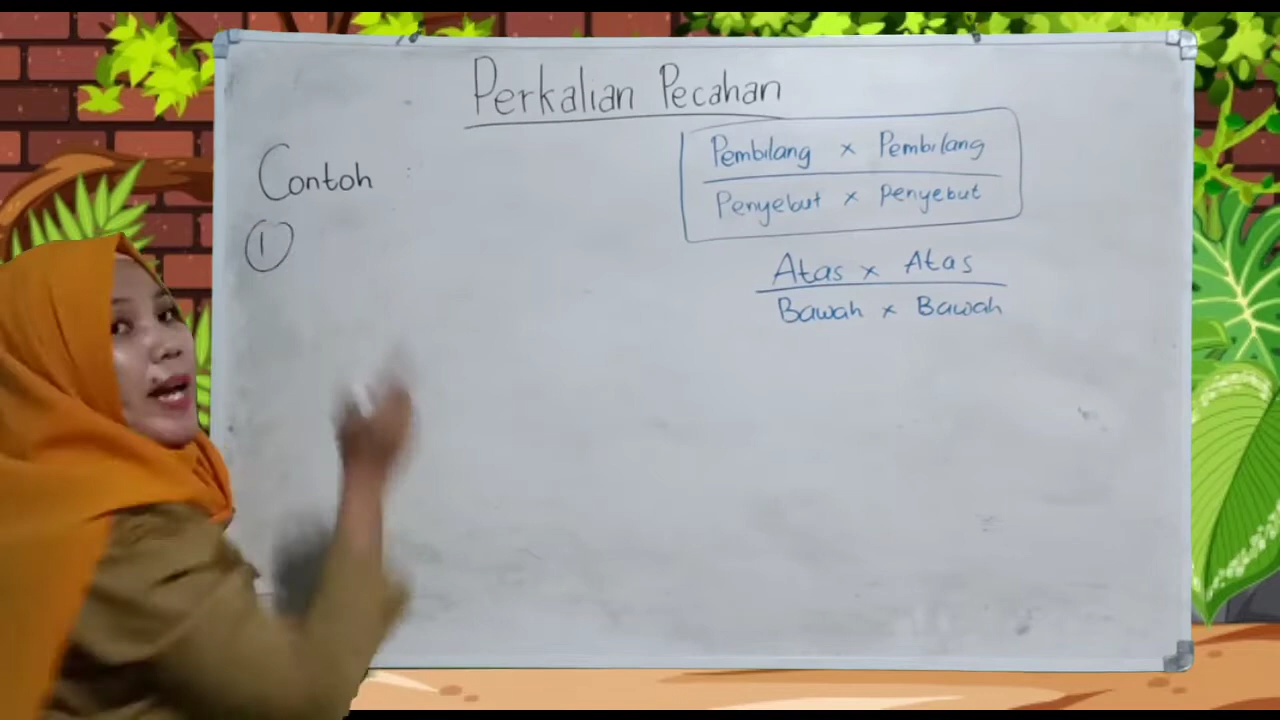 Perkalian Pecahan
Pembilang x Pembilang
Penyebut x Penyebut
Contoh :
1
Atas x Atas
Bawah x Bawah